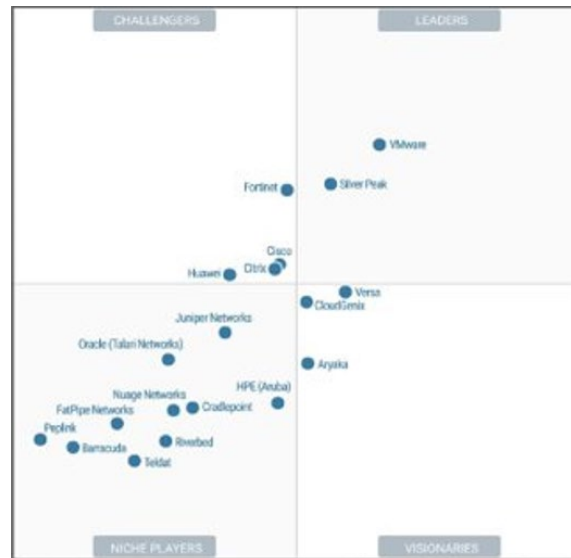 CHALLENGERS
LEADERS
VMware
Silver Peak
Fortinet
Cisco
Citrix
Huawei
Versa
CloudGenix
Juniper Networks
Oracle (Talari Networks)
Aryaka
HPE (Aruba)
Nuage Networks
Cradlepoint
FatPipe Networks
Peplink
Barracuda
Riverbed
Teldat
NICHE PLAYERS
VISIONARIES